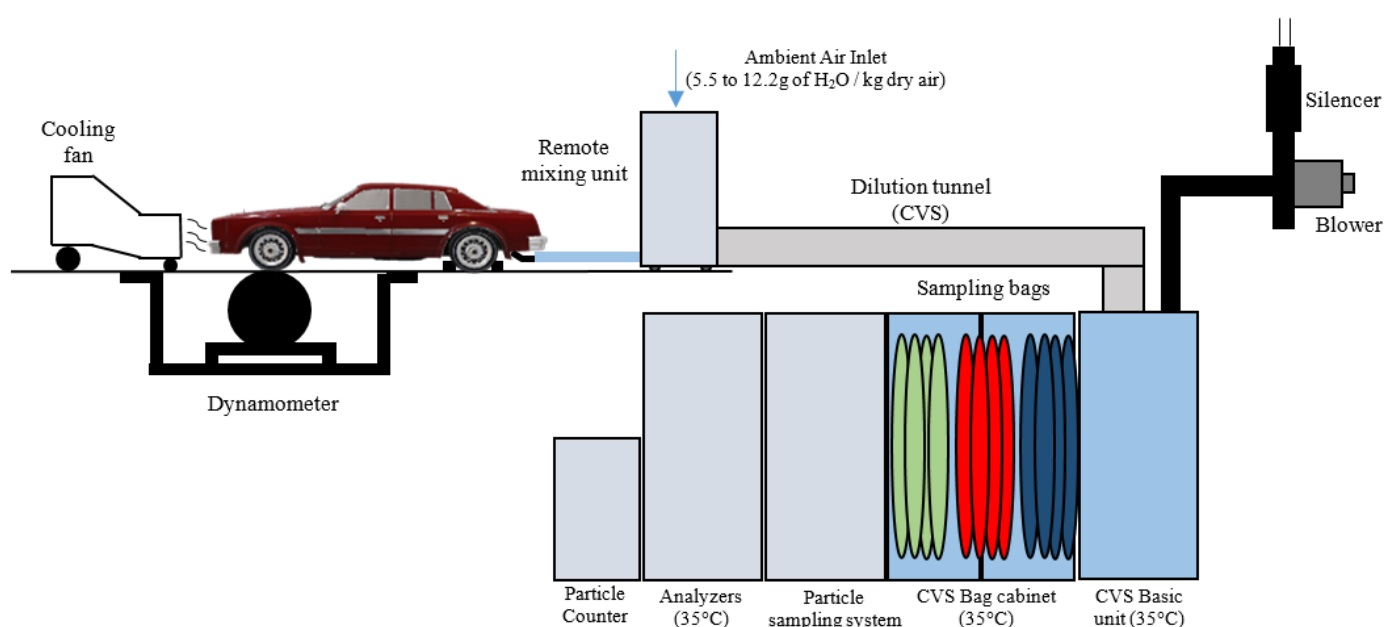 Ambient Air Inlet
(5.5 to 12.2g of H₂O / kg dry air)
Silencer
Cooling
fan
Remote
mixing unit
Dilution tunnel
(CVS)
Blower
Sampling bags
Dynamometer
Particle
Counter
Analyzers
(35°C)
Particle
sampling system
CVS Bag cabinet
(35°C)
CVS Basic
unit (35°C)